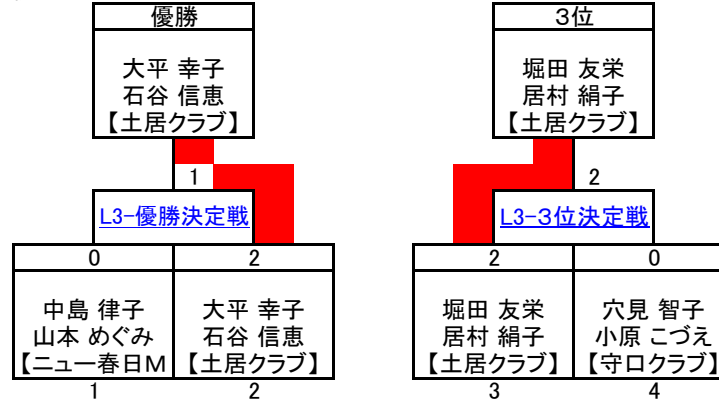 優勝
大平 幸子
石谷 信恵
【土居クラブ】
1
L3-優勝決定戦
0
2
中島 律子
山本 めぐみ
【ニュー春日M
1
大平 幸子
石谷 信恵
【土居クラブ】
2
3位
堀田 友栄
居村 絹子
【土居クラブ】
2
L3-3位決定戦
2
0
堀田 友栄
居村 絹子
【土居クラブ】
3
穴見 智子
小原 こづえ
【守口クラブ】
4